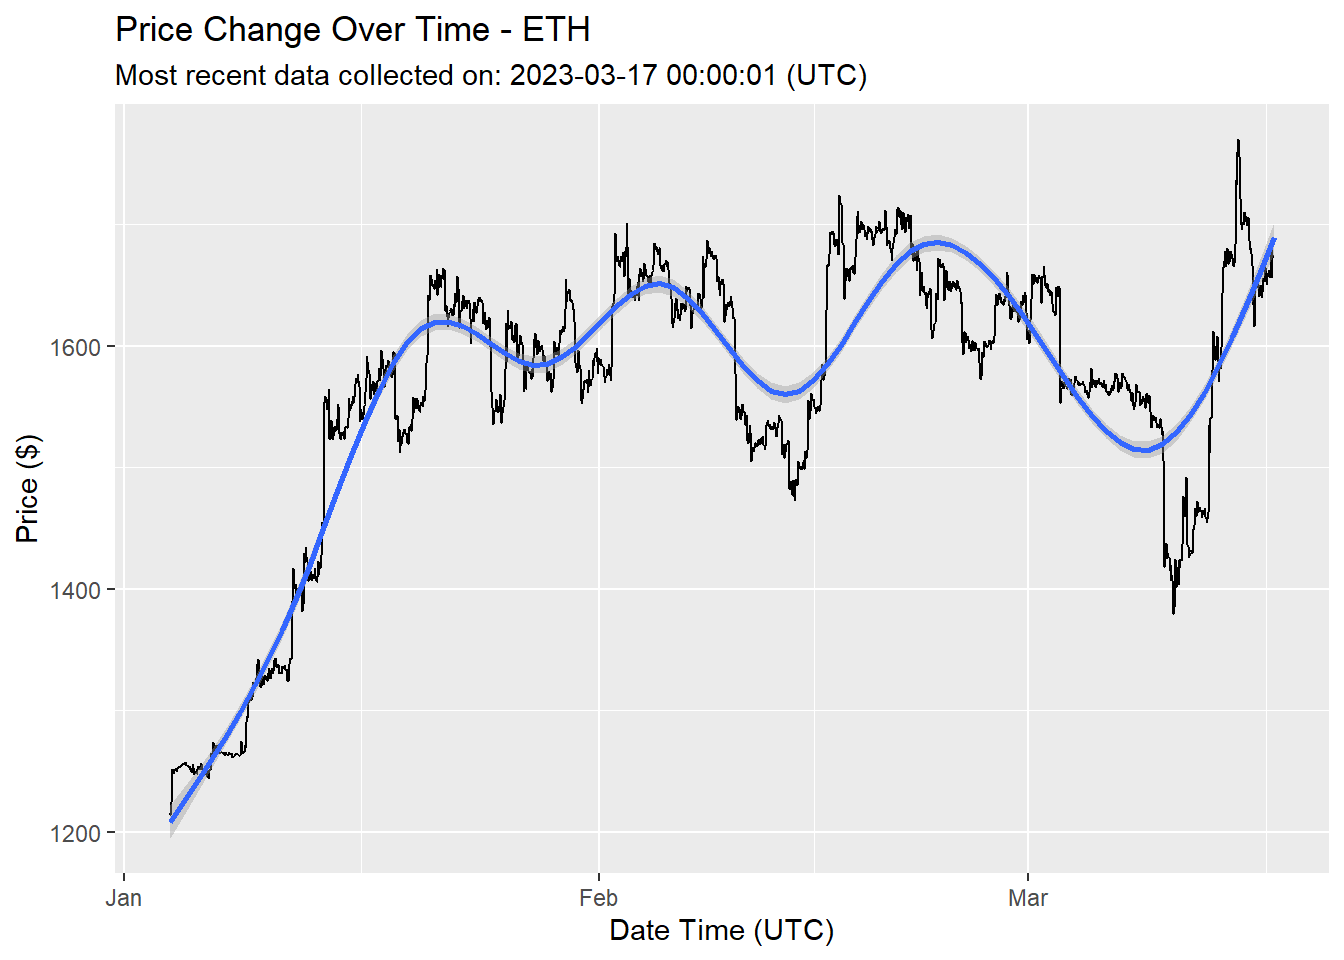 Price Change Over Time - ETH
Most recent data collected on: 2023-03-17 00:00:01 (UTC)
Price ($)
1600
1400
1200
Jan Feb Mar
Date Time (UTC)